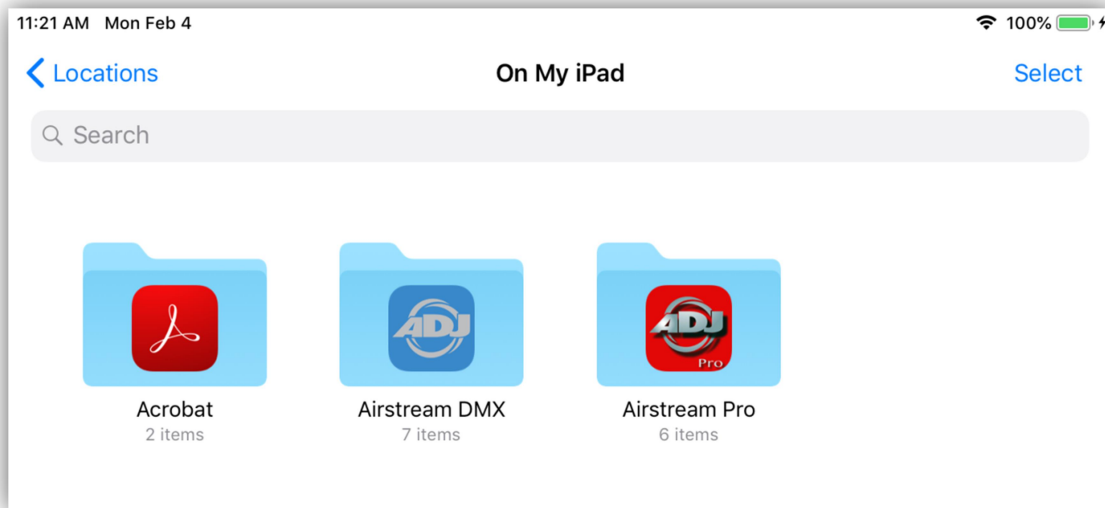 11:21 AM Mon Feb 4 100%
Locations On My iPad Select
Search
ADJ ADJ
Pro
Acrobat Airstream DMX Airstream Pro
2 items 7 items 6 items